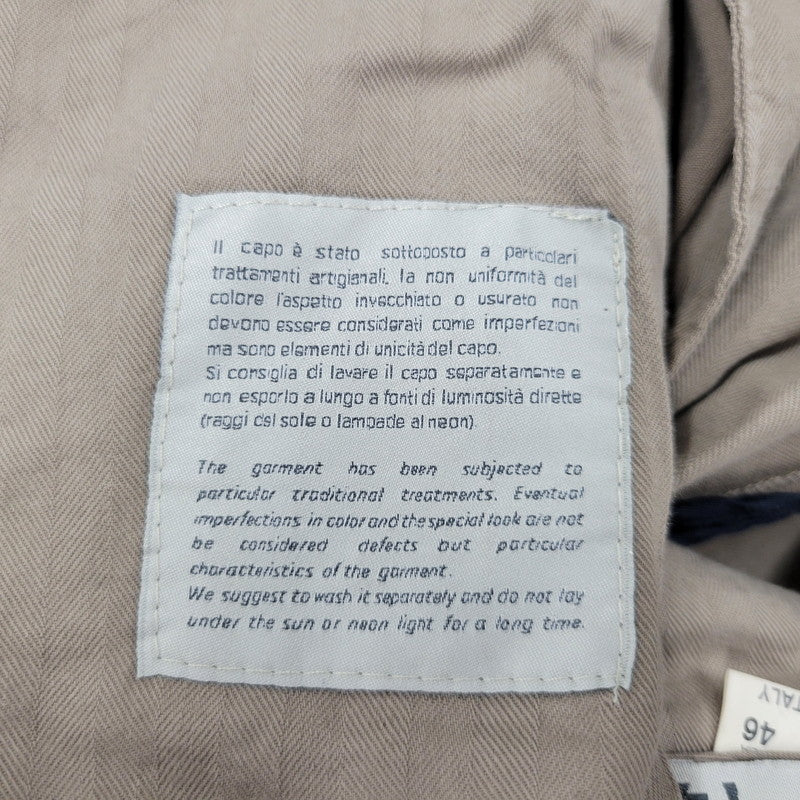 Il capo è stato sottoposto a particolari
trattamenti artigianali, la non uniformità del
colore l'aspetto invecchiato o usurato non
devono essere considerati come imperfezioni
ma sono elementi di unicità del capo.
Si consiglia di lavare il capo separatamente e
non esporlo a lungo a fonti di luminosità dirette
(raggi del sole o lampade al neon).
The garment has been subjected to
particular traditional treatments. Eventual
imperfections in color and the special look are not
be considered defects but particular
characteristics of the garment.
We suggest to wash it separately and do not lay
under the sun or neon light for a long time.
ITALY
46